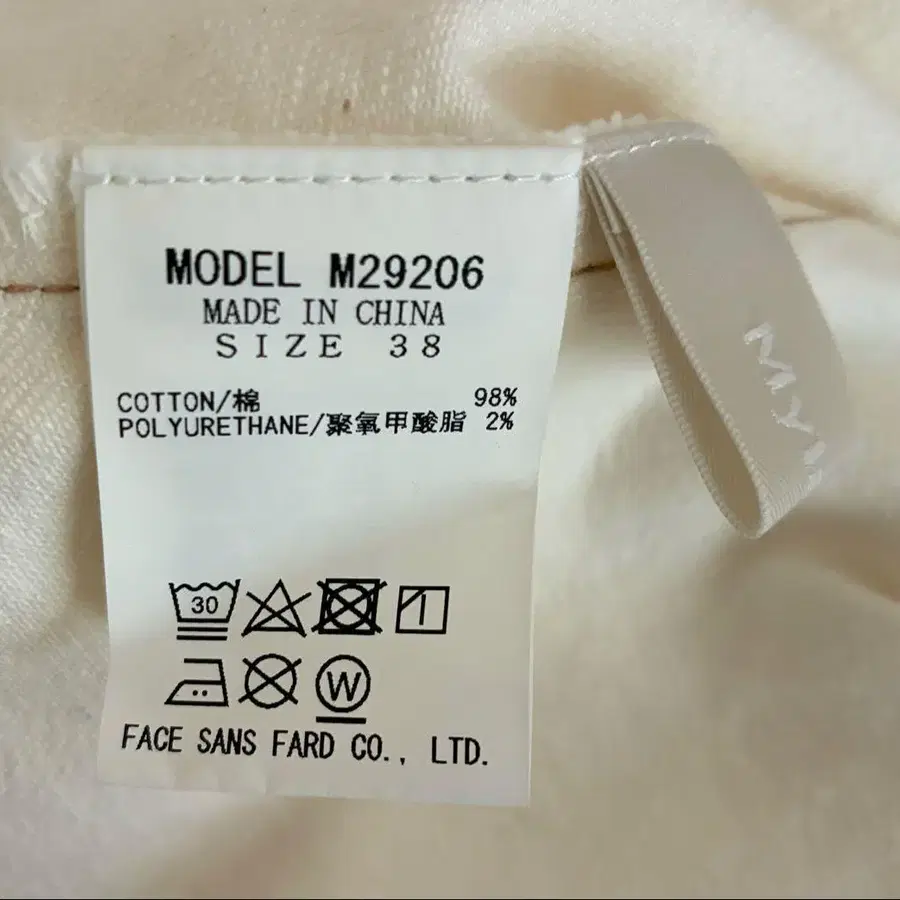 MODEL M29206
MADE IN CHINA
SIZE 38
COTTON/棉 98%
POLYURETHANE/聚氧甲酸脂 2%
30
W
FACE SANS FARD CO., LTD.